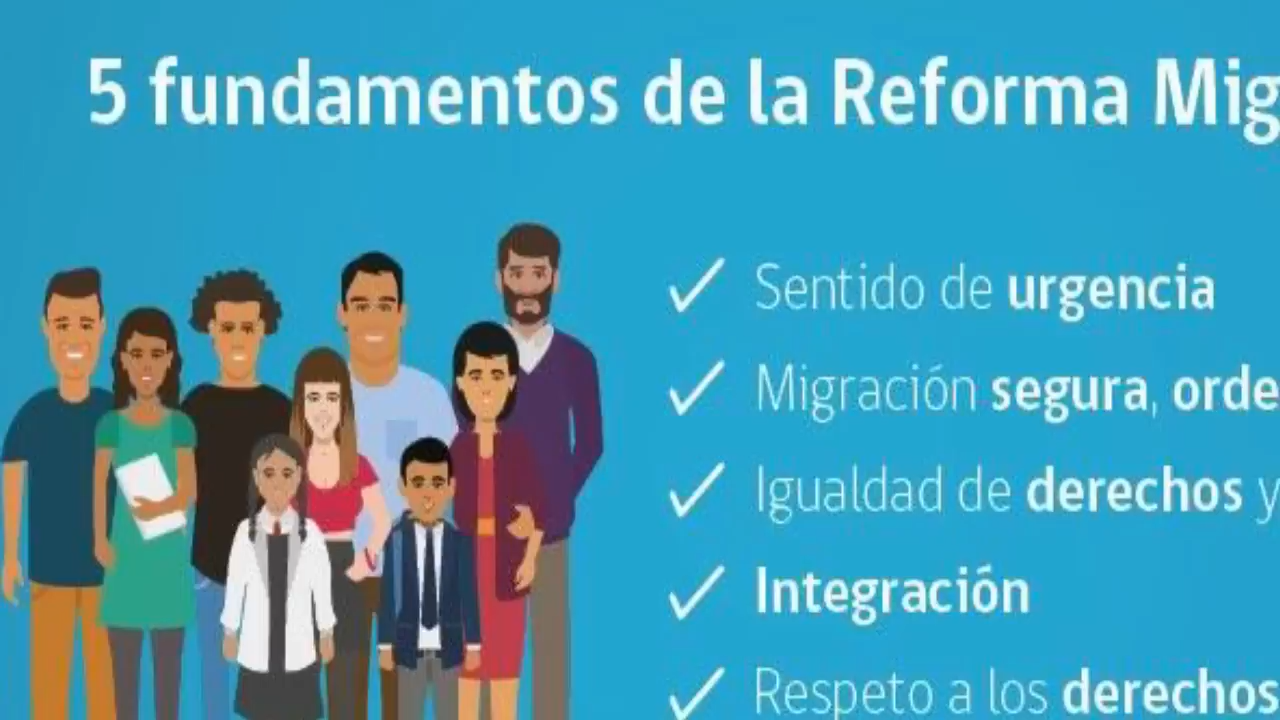 5 fundamentos de la Reforma Mig
Sentido de urgencia
Migración segura, orde
Igualdad de derechos y
Integración
Respeto a los derechos